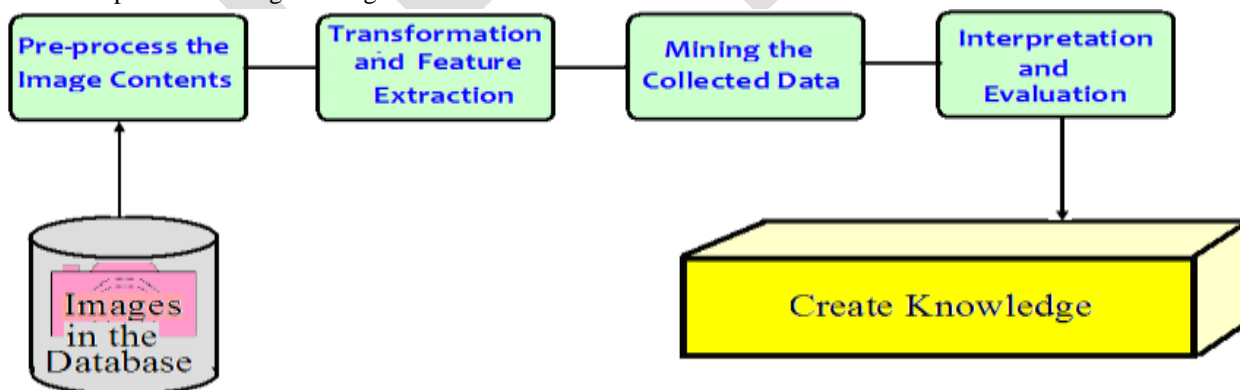 Pre-process the
Image Contents
Transformation
and Feature
Extraction
Mining the
Collected Data
Interpretation
and
Evaluation
Images
in the
Database
Create Knowledge